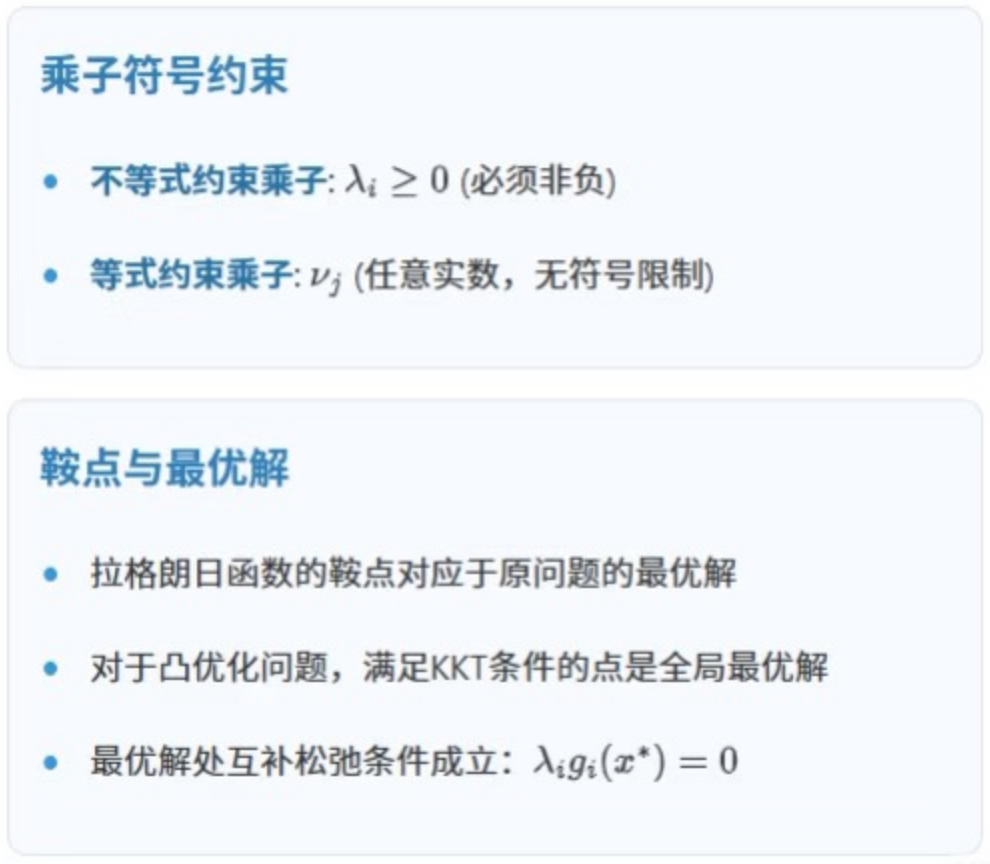 乘子符号约束
不等式约束乘子: λᵢ ≥ 0 (必须非负)
等式约束乘子: νⱼ (任意实数，无符号限制)
鞍点与最优解
拉格朗日函数的鞍点对应于原问题的最优解
对于凸优化问题，满足KKT条件的点是全局最优解
最优解处互补松弛条件成立：λᵢgᵢ(x*) = 0